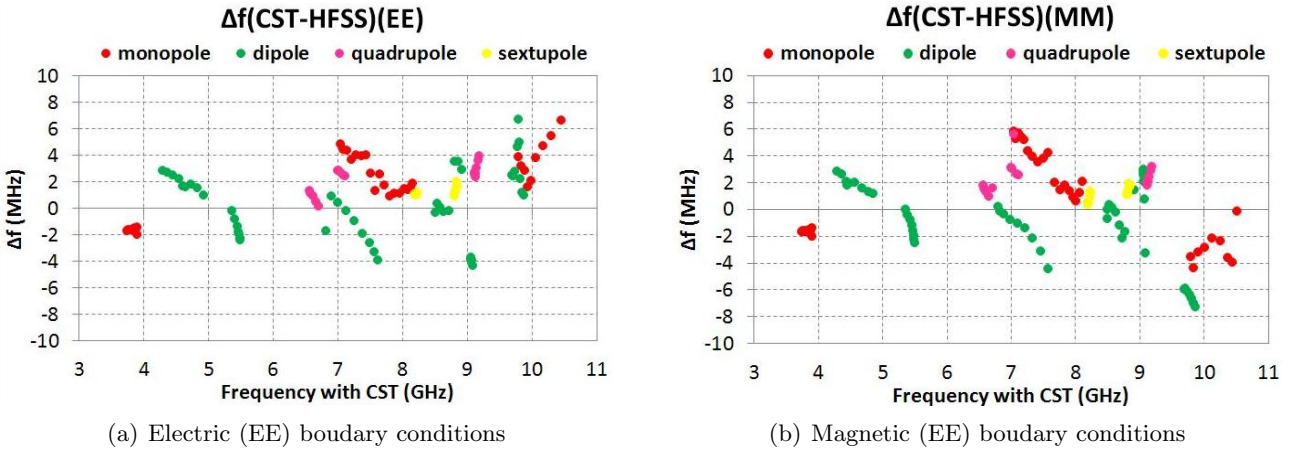 Δf(CST-HFSS)(EE)
monopole dipole quadrupole sextupole
10
8
6
4
2
0
-2
-4
-6
-8
-10
Δf (MHz)
3 4 5 6 7 8 9 10 11
Frequency with CST (GHz)
(a) Electric (EE) boudary conditions
Δf(CST-HFSS)(MM)
monopole dipole quadrupole sextupole
10
8
6
4
2
0
-2
-4
-6
-8
-10
Δf (MHz)
3 4 5 6 7 8 9 10 11
Frequency with CST (GHz)
(b) Magnetic (EE) boudary conditions